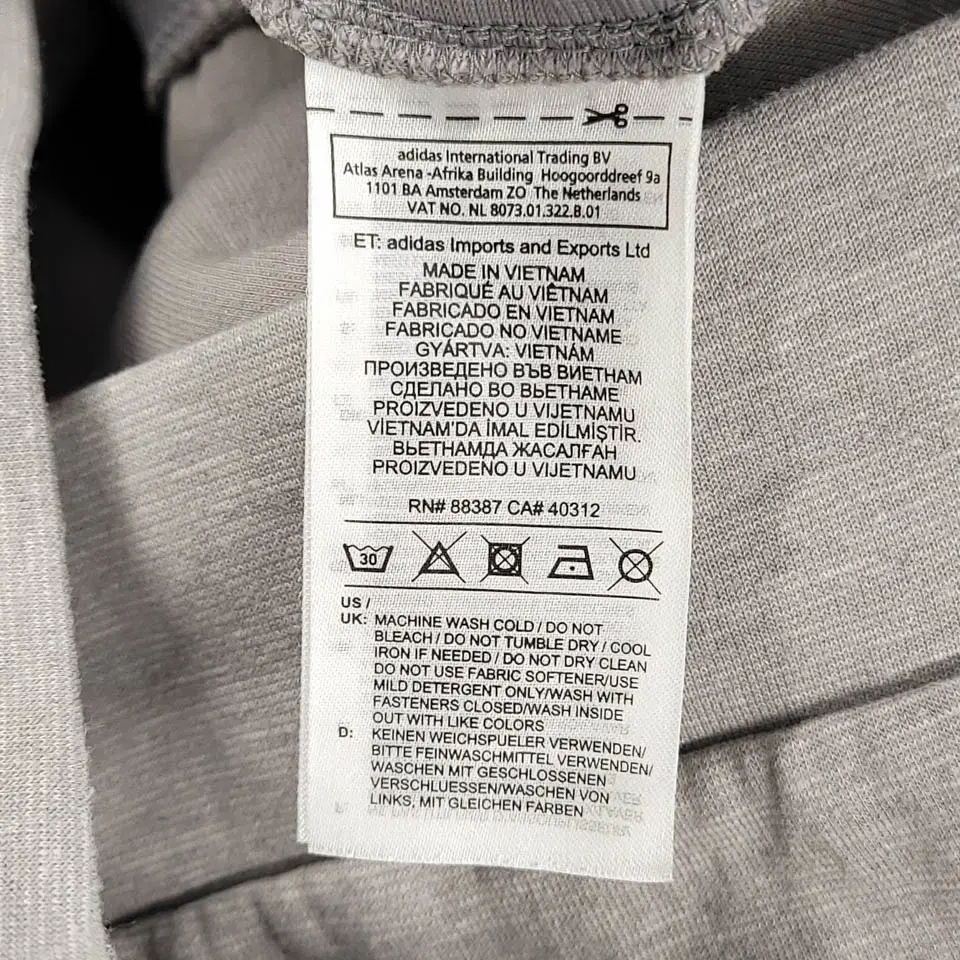 adidas International Trading BV
Atlas Arena -Afrika Building Hoogoorddreef 9a
1101 BA Amsterdam ZO The Netherlands
VAT NO. NL 8073.01.322.B.01
ET: adidas Imports and Exports Ltd
MADE IN VIETNAM
FABRIQUÉ AU VIÊTNAM
FABRICADO EN VIETNAM
FABRICADO NO VIETNAME
GYÁRTVA: VIETNÁM
ПРОИЗВЕДЕНО ВЪВ ВИЕТНАМ
СДЕЛАНО ВО ВЬЕТНАМЕ
PROIZVEDENO U VIJETNAMU
VİETNAM'DA İMAL EDİLMİŞTİR.
ВЬЕТНАМДА ЖАСАЛҒАН
PROIZVEDENO U VIJETNAMU
RN# 88387 CA# 40312
30
US /
UK: MACHINE WASH COLD / DO NOT
BLEACH / DO NOT TUMBLE DRY / COOL
IRON IF NEEDED / DO NOT DRY CLEAN
DO NOT USE FABRIC SOFTENER/USE
MILD DETERGENT ONLY/WASH WITH
FASTENERS CLOSED/WASH INSIDE
OUT WITH LIKE COLORS
D: KEINEN WEICHSPUELER VERWENDEN/
BITTE FEINWASCHMITTEL VERWENDEN/
WASCHEN MIT GESCHLOSSENEN
VERSCHLUESSEN/WASCHEN VON
LINKS, MIT GLEICHEN FARBEN